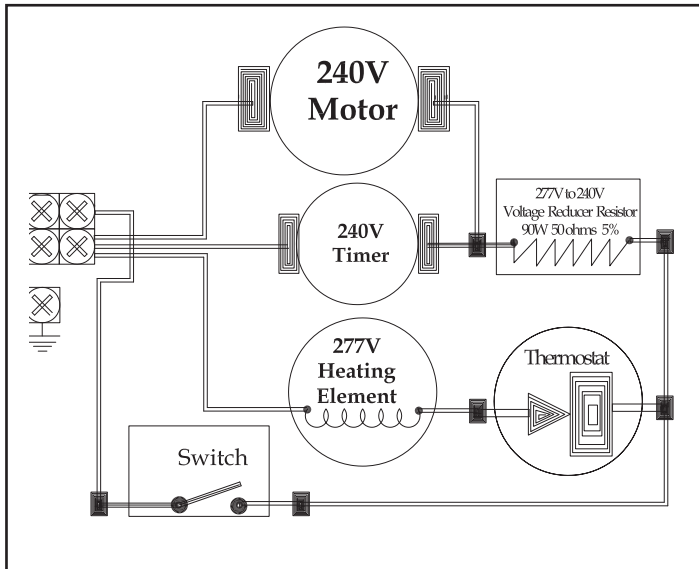 240V
Motor
277V to 240V
Voltage Reducer Resistor
90W 50 ohms 5%
240V
Timer
277V
Heating
Element
Thermostat
Switch